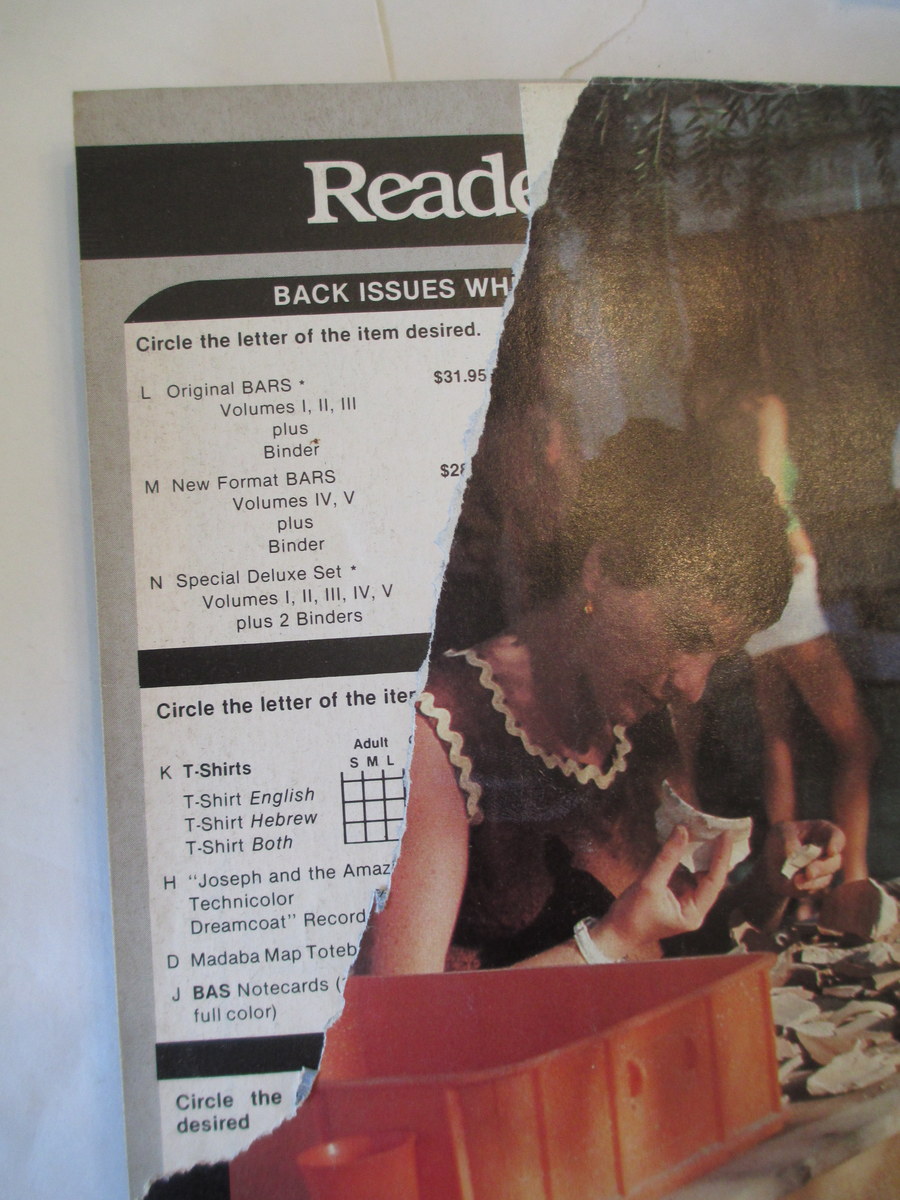 Reade
BACK ISSUES WH
Circle the letter of the item desired.
L Original BARS * $31.95
Volumes I, II, III
plus
Binder
M New Format BARS $28
Volumes IV, V
plus
Binder
N Special Deluxe Set *
Volumes I, II, III, IV, V
plus 2 Binders
Circle the letter of the iter
Adult
S M L
K T-Shirts
T-Shirt English
T-Shirt Hebrew
T-Shirt Both
H "Joseph and the Amaz
Technicolor
Dreamcoat" Record
D Madaba Map Toteb
J BAS Notecards (
full color)
Circle the
desired